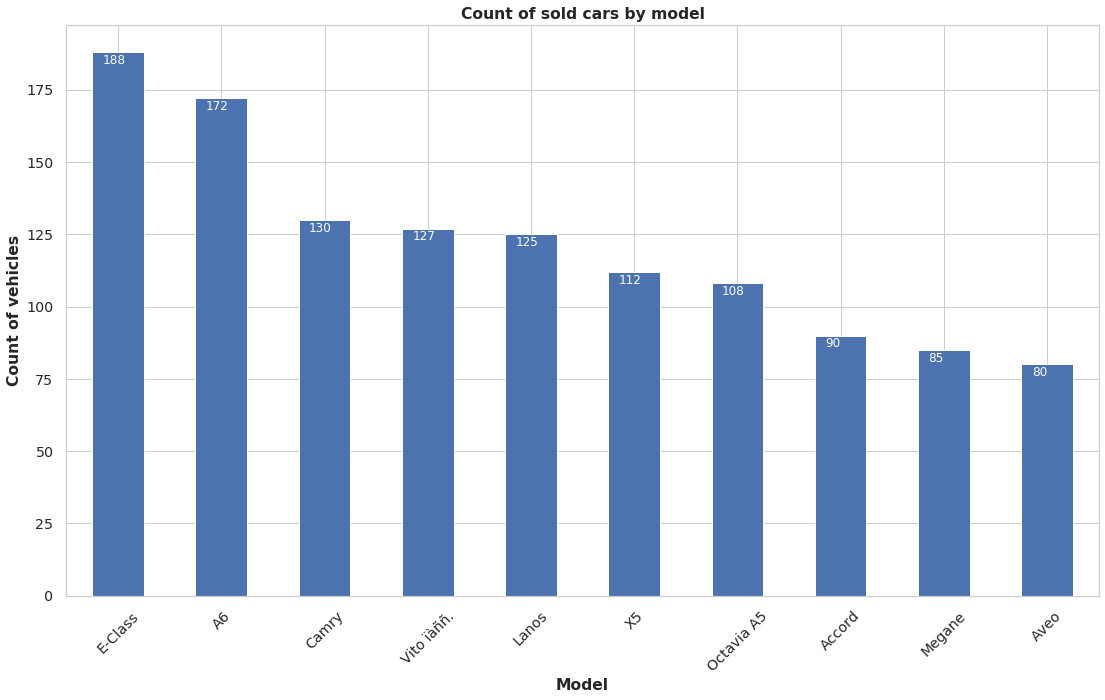 Count of sold cars by model
Count of vehicles
175
150
125
100
75
50
25
0
188
172
130
127
125
112
108
90
85
80
E-Class
A6
Camry
Vito ïàññ.
Lanos
X5
Octavia A5
Accord
Megane
Aveo
Model